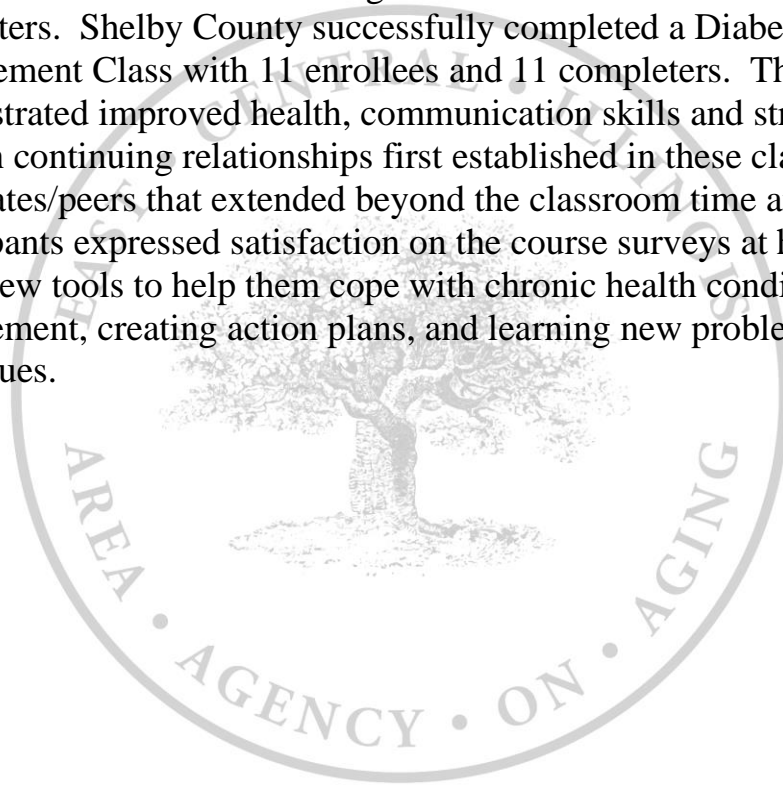 ters. Shelby County successfully completed a Diabe
ement Class with 11 enrollees and 11 completers. Th
strated improved health, communication skills and str
n continuing relationships first established in these cla
ates/peers that extended beyond the classroom time a
pants expressed satisfaction on the course surveys at h
ew tools to help them cope with chronic health condi
ement, creating action plans, and learning new proble
ues.
EAST • CENTRAL • ILLINOIS
AREA • AGENCY • ON • AGING